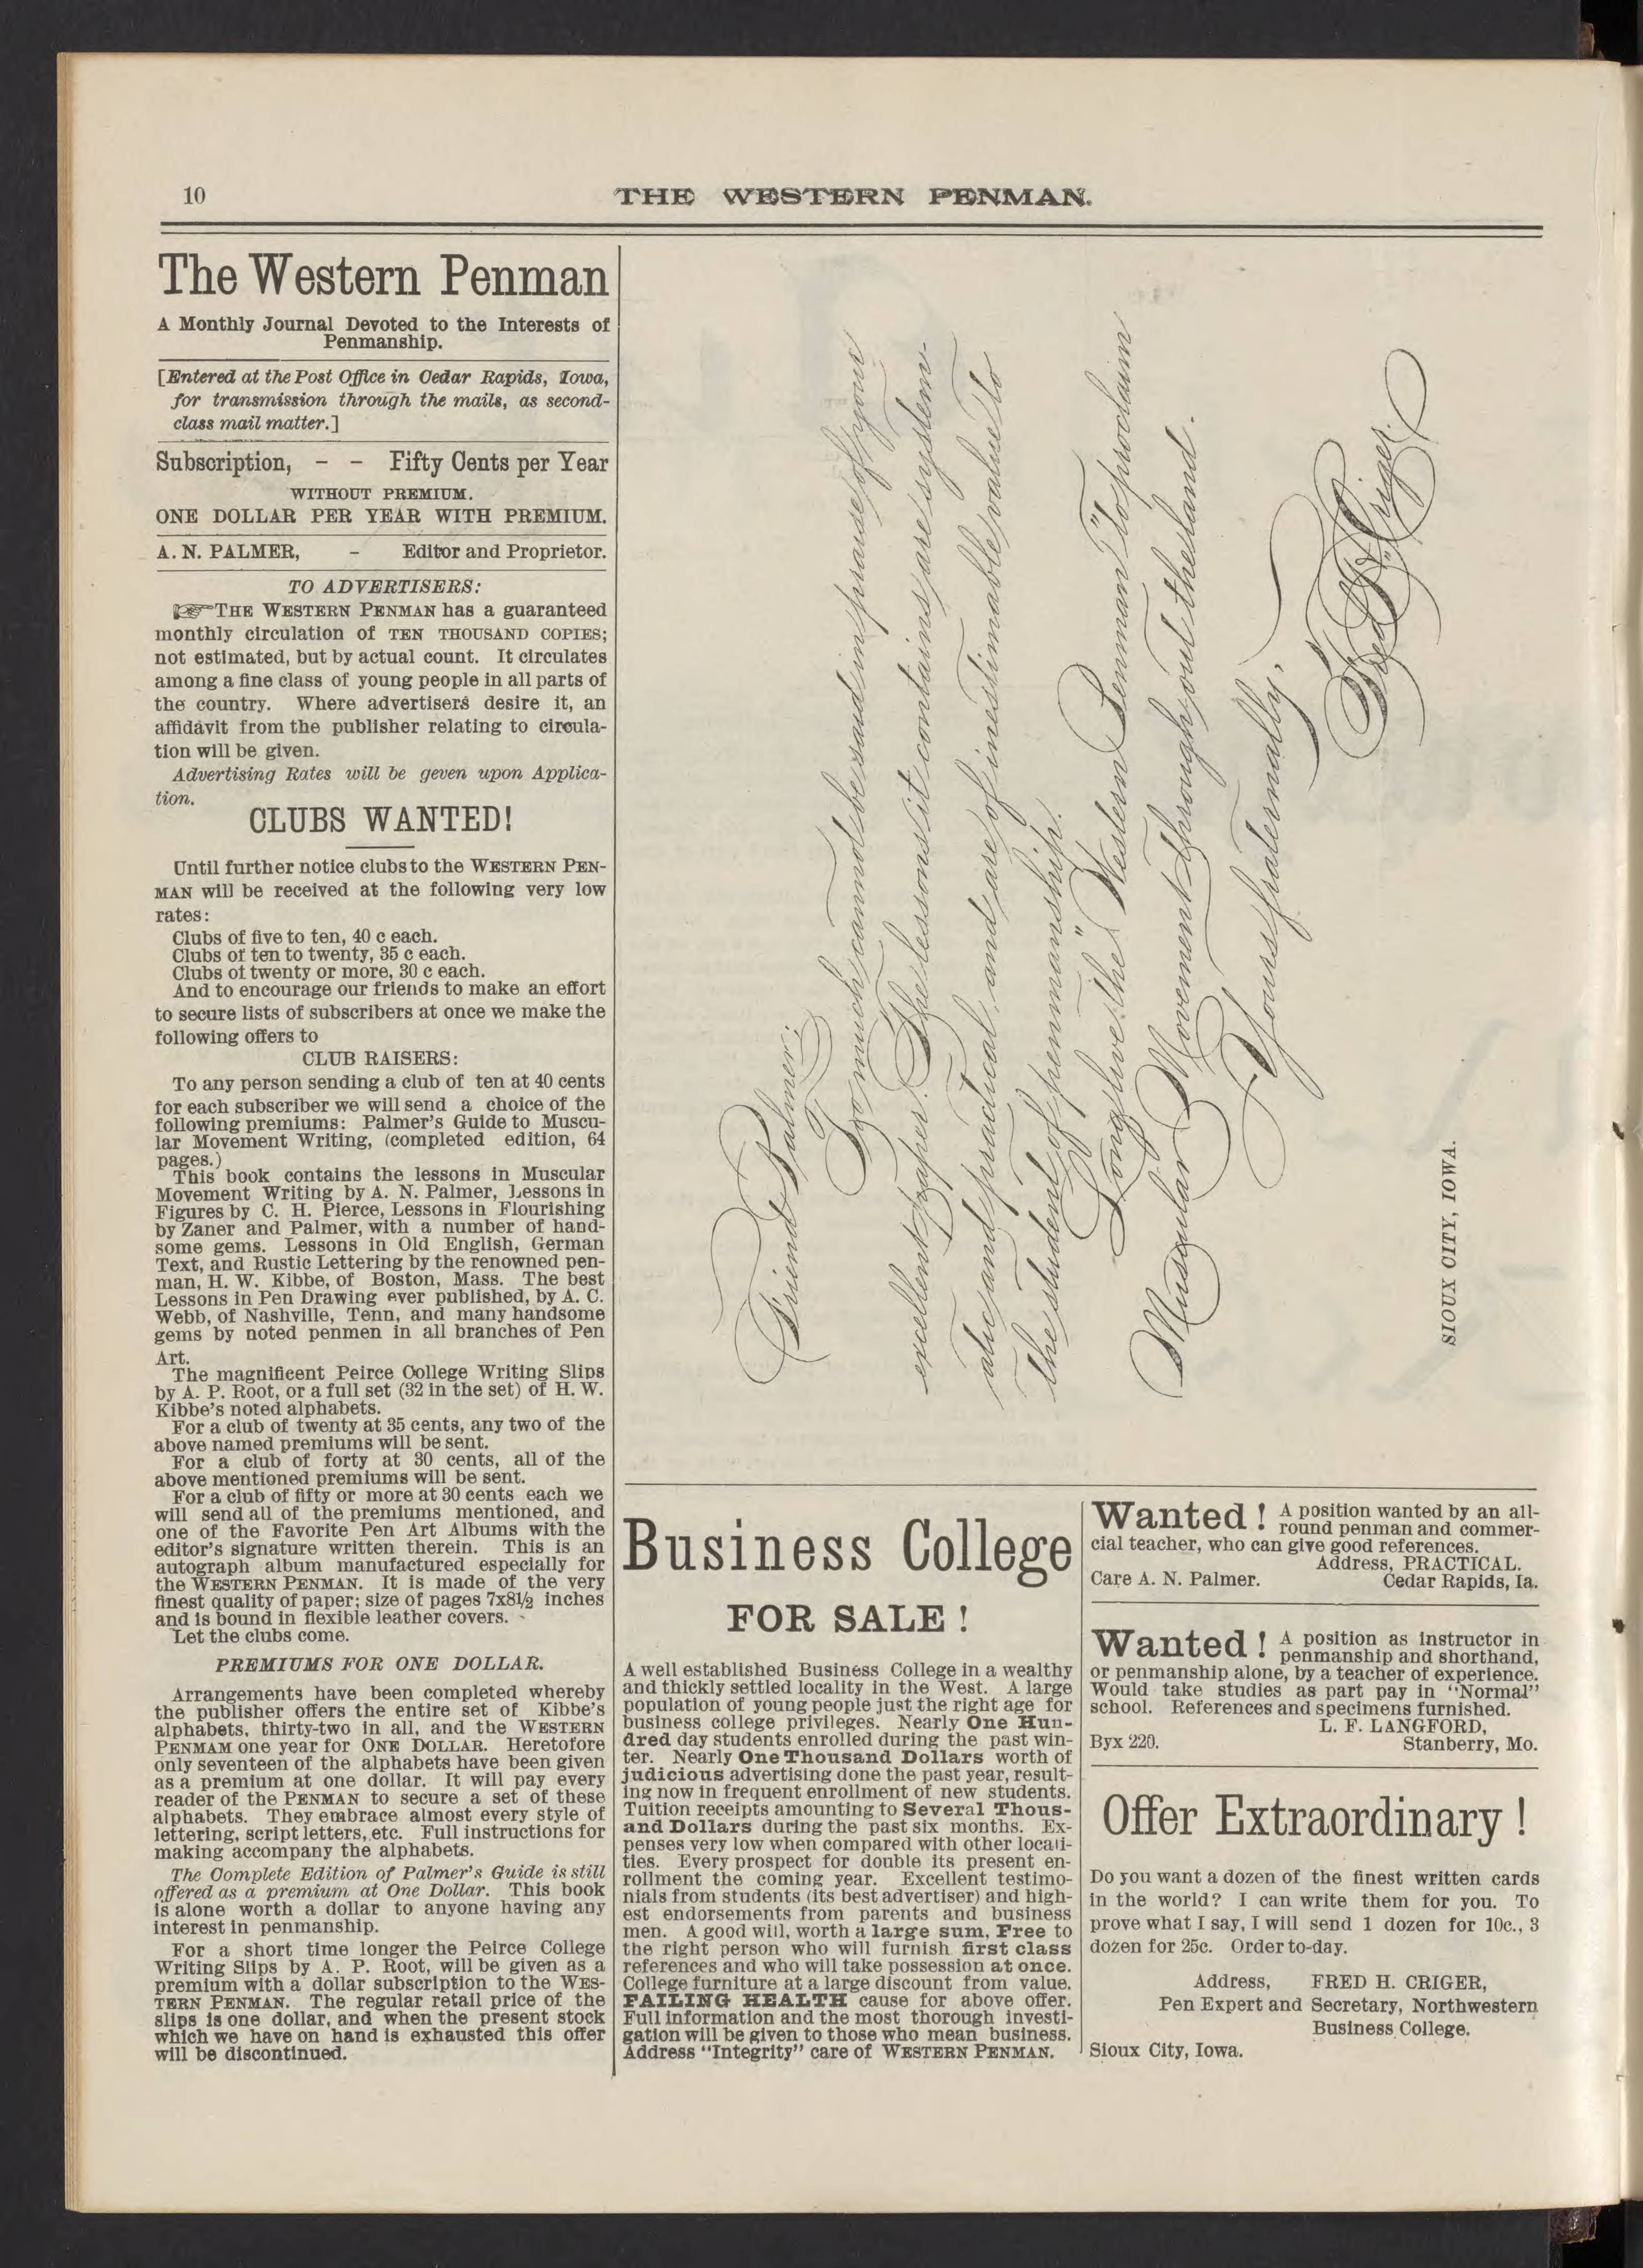 10
THE WESTERN PENMAN.
The Western Penman
A Monthly Journal Devoted to the Interests of
Penmanship.
[Entered at the Post Office in Cedar Rapids, Iowa,
for transmission through the mails, as second-
class mail matter.]
Subscription, - - Fifty Cents per Year
WITHOUT PREMIUM.
ONE DOLLAR PER YEAR WITH PREMIUM.
A. N. PALMER, - Editor and Proprietor.
TO ADVERTISERS:
☞THE WESTERN PENMAN has a guaranteed
monthly circulation of TEN THOUSAND COPIES;
not estimated, but by actual count. It circulates
among a fine class of young people in all parts of
the country. Where advertisers desire it, an
affidavit from the publisher relating to circula-
tion will be given.
Advertising Rates will be geven upon Applica-
tion.
CLUBS WANTED!
Until further notice clubs to the WESTERN PEN-
MAN will be received at the following very low
rates:
Clubs of five to ten, 40 c each.
Clubs of ten to twenty, 35 c each.
Clubs of twenty or more, 30 c each.
And to encourage our friends to make an effort
to secure lists of subscribers at once we make the
following offers to
CLUB RAISERS:
To any person sending a club of ten at 40 cents
for each subscriber we will send a choice of the
following premiums: Palmer's Guide to Muscu-
lar Movement Writing, (completed edition, 64
pages.)
This book contains the lessons in Muscular
Movement Writing by A. N. Palmer, Lessons in
Figures by C. H. Pierce, Lessons in Flourishing
by Zaner and Palmer, with a number of hand-
some gems. Lessons in Old English, German
Text, and Rustic Lettering by the renowned pen-
man, H. W. Kibbe, of Boston, Mass. The best
Lessons in Pen Drawing ever published, by A. C.
Webb, of Nashville, Tenn, and many handsome
gems by noted penmen in all branches of Pen
Art.
The magnificent Peirce College Writing Slips
by A. P. Root, or a full set (32 in the set) of H. W.
Kibbe's noted alphabets.
For a club of twenty at 35 cents, any two of the
above named premiums will be sent.
For a club of forty at 30 cents, all of the
above mentioned premiums will be sent.
For a club of fifty or more at 30 cents each we
will send all of the premiums mentioned, and
one of the Favorite Pen Art Albums with the
editor's signature written therein. This is an
autograph album manufactured especially for
the WESTERN PENMAN. It is made of the very
finest quality of paper; size of pages 7x8½ inches
and is bound in flexible leather covers.
Let the clubs come.
PREMIUMS FOR ONE DOLLAR.
Arrangements have been completed whereby
the publisher offers the entire set of Kibbe's
alphabets, thirty-two in all, and the WESTERN
PENMAM one year for ONE DOLLAR. Heretofore
only seventeen of the alphabets have been given
as a premium at one dollar. It will pay every
reader of the PENMAN to secure a set of these
alphabets. They embrace almost every style of
lettering, script letters, etc. Full instructions for
making accompany the alphabets.
The Complete Edition of Palmer's Guide is still
offered as a premium at One Dollar. This book
is alone worth a dollar to anyone having any
interest in penmanship.
For a short time longer the Peirce College
Writing Slips by A. P. Root, will be given as a
premium with a dollar subscription to the WES-
TERN PENMAN. The regular retail price of the
slips is one dollar, and when the present stock
which we have on hand is exhausted this offer
will be discontinued.
Friend Palmer:
Too much cannot be said in praise of your
excellent paper. The lessons it contains are system-
atic and practical, and are of inestimable value to
the student of penmanship.
Long live the "Western Penman" to proclaim
Muscular Movement throughout the land.
Yours fraternally,
Fred H. Criger.
SIOUX CITY, IOWA.
Business College
FOR SALE !
A well established Business College in a wealthy
and thickly settled locality in the West. A large
population of young people just the right age for
business college privileges. Nearly One Hun-
dred day students enrolled during the past win-
ter. Nearly One Thousand Dollars worth of
judicious advertising done the past year, result-
ing now in frequent enrollment of new students.
Tuition receipts amounting to Several Thous-
and Dollars during the past six months. Ex-
penses very low when compared with other locali-
ties. Every prospect for double its present en-
rollment the coming year. Excellent testimo-
nials from students (its best advertiser) and high-
est endorsements from parents and business
men. A good will, worth a large sum, Free to
the right person who will furnish first class
references and who will take possession at once.
College furniture at a large discount from value.
FAILING HEALTH cause for above offer.
Full information and the most thorough investi-
gation will be given to those who mean business.
Address "Integrity" care of WESTERN PENMAN.
Wanted ! A position wanted by an all-
round penman and commer-
cial teacher, who can give good references.
Address, PRACTICAL.
Care A. N. Palmer. Cedar Rapids, Ia.
Wanted ! A position as instructor in
penmanship and shorthand,
or penmanship alone, by a teacher of experience.
Would take studies as part pay in "Normal"
school. References and specimens furnished.
L. F. LANGFORD,
Byx 220. Stanberry, Mo.
Offer Extraordinary !
Do you want a dozen of the finest written cards
in the world? I can write them for you. To
prove what I say, I will send 1 dozen for 10c., 3
dozen for 25c. Order to-day.
Address, FRED H. CRIGER,
Pen Expert and Secretary, Northwestern
Business College.
Sioux City, Iowa.